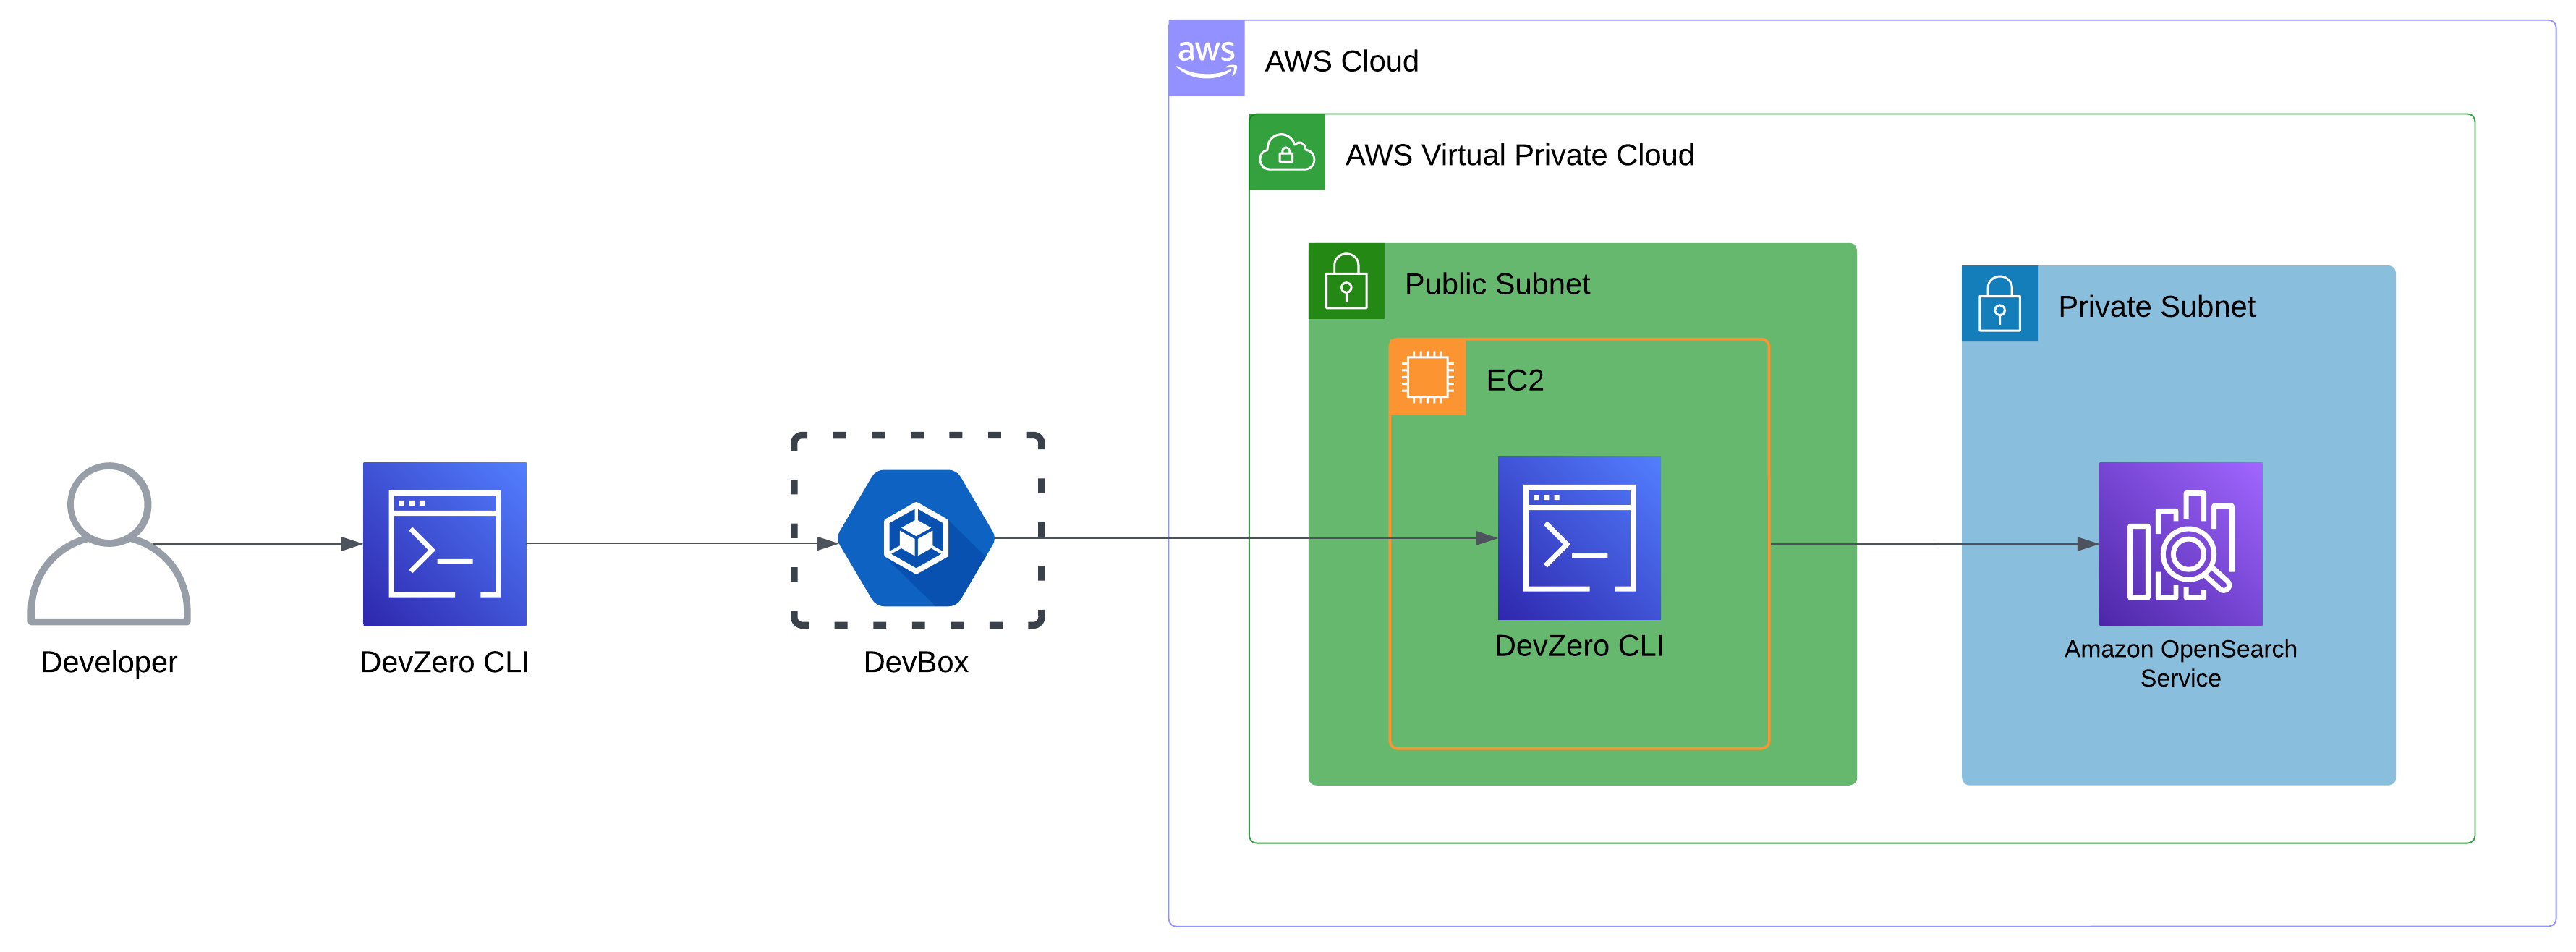 aws
AWS Cloud
AWS Virtual Private Cloud
Public Subnet
Private Subnet
EC2
Developer
DevZero CLI
DevBox
DevZero CLI
Amazon OpenSearch
Service